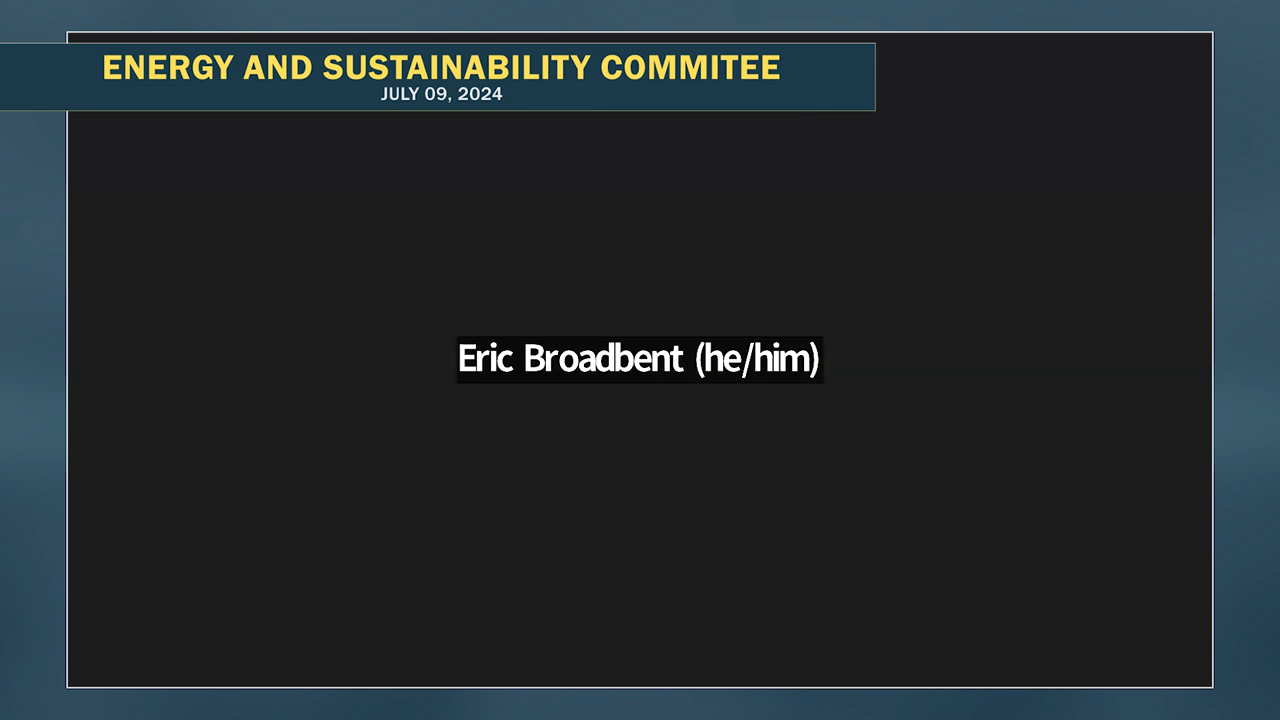 ENERGY AND SUSTAINABILITY COMMITEE
JULY 09, 2024
Eric Broadbent (he/him)